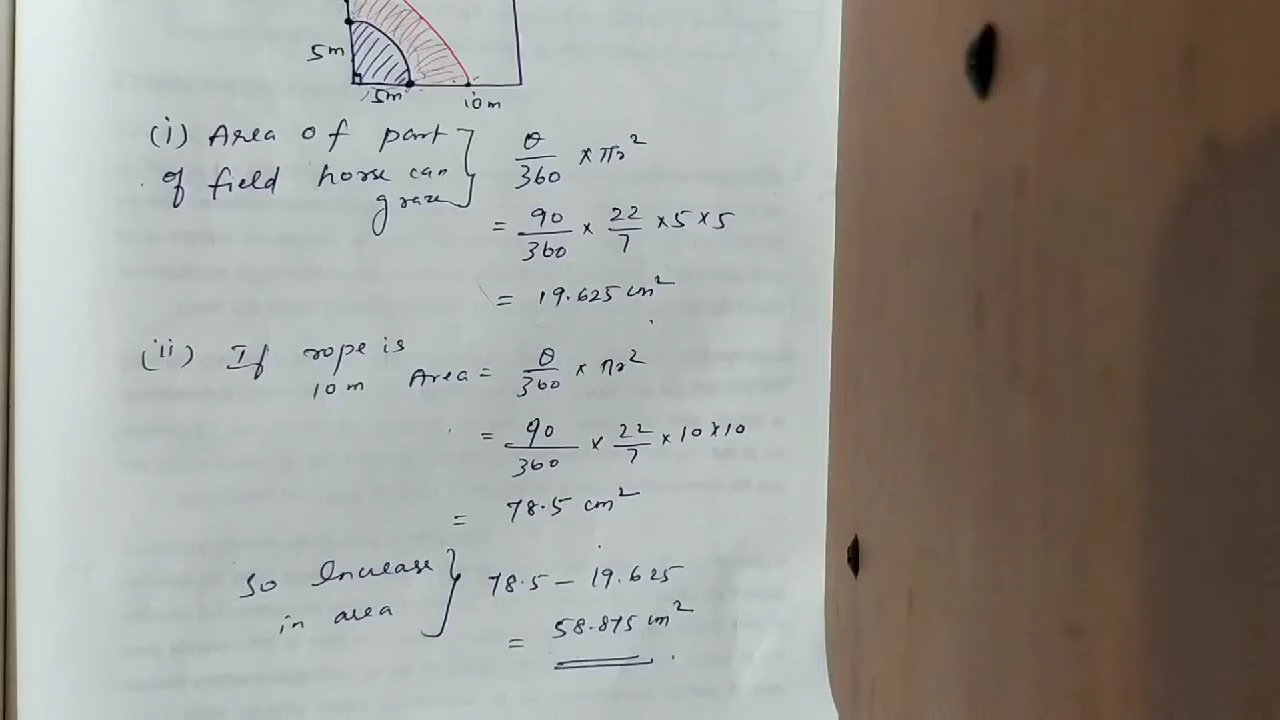 5m
5m
10m
(i) Area of part
of field horse can
graze
θ/360 × πr²
= 90/360 × 22/7 × 5 × 5
= 19.625 cm²
(ii) If rope is
10 m Area = θ/360 × πr²
= 90/360 × 22/7 × 10 × 10
= 78.5 cm²
So Increase
in area
78.5 - 19.625
= 58.875 cm²